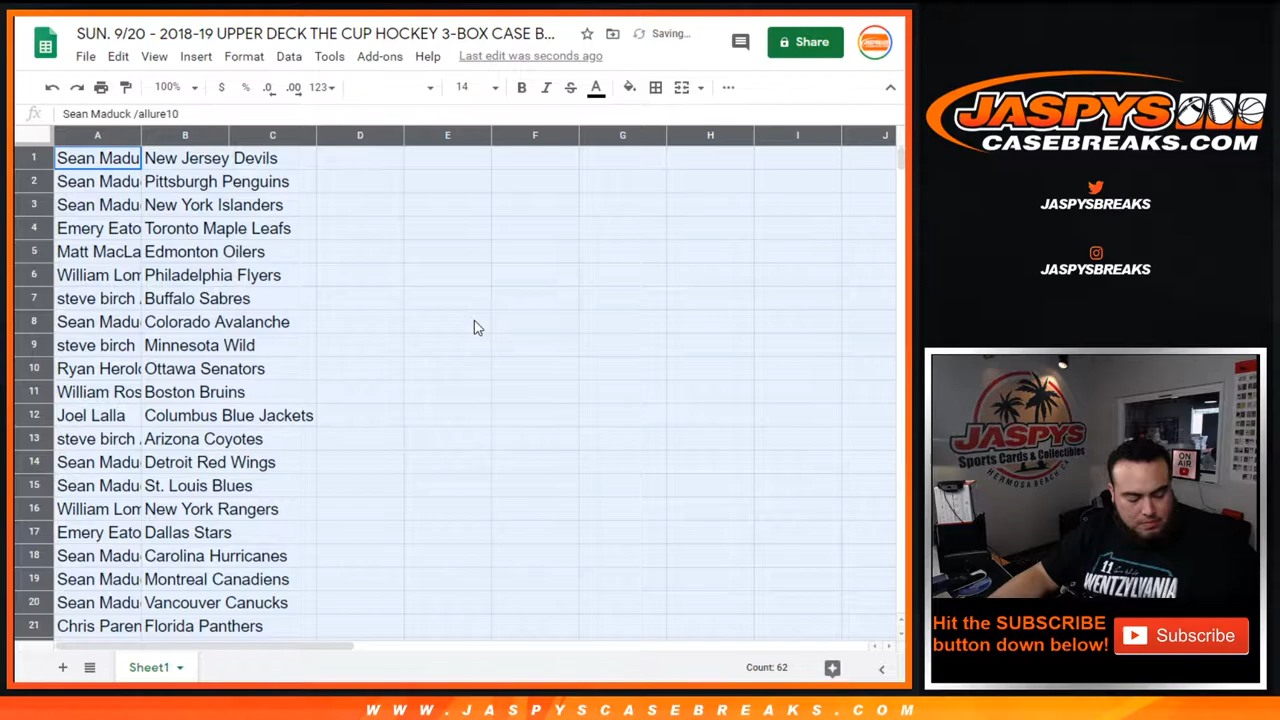 SUN. 9/20 - 2018-19 UPPER DECK THE CUP HOCKEY 3-BOX CASE B...
Saving...
Share
File Edit View Insert Format Data Tools Add-ons Help Last edit was seconds ago
100% $ % .0 .00 123 14 B I S A
fx Sean Maduck /allure10
A B C D E F G H I J
1 Sean Madu New Jersey Devils
2 Sean Madu Pittsburgh Penguins
3 Sean Madu New York Islanders
4 Emery Eato Toronto Maple Leafs
5 Matt MacLa Edmonton Oilers
6 William Lom Philadelphia Flyers
7 steve birch Buffalo Sabres
8 Sean Madu Colorado Avalanche
9 steve birch Minnesota Wild
10 Ryan Herold Ottawa Senators
11 William Ros Boston Bruins
12 Joel Lalla Columbus Blue Jackets
13 steve birch Arizona Coyotes
14 Sean Madu Detroit Red Wings
15 Sean Madu St. Louis Blues
16 William Lom New York Rangers
17 Emery Eato Dallas Stars
18 Sean Madu Carolina Hurricanes
19 Sean Madu Montreal Canadiens
20 Sean Madu Vancouver Canucks
21 Chris Paren Florida Panthers
Sheet1
Count: 62
JASPYS
CASEBREAKS.COM
JASPYSBREAKS
JASPYSBREAKS
JASPYS
Sports Cards & Collectibles
HERMOSA BEACH, CA
ON AIR
11
WENTZYLVANIA
Hit the SUBSCRIBE
button down below!
Subscribe
WWW.JASPYSCASEBREAKS.COM